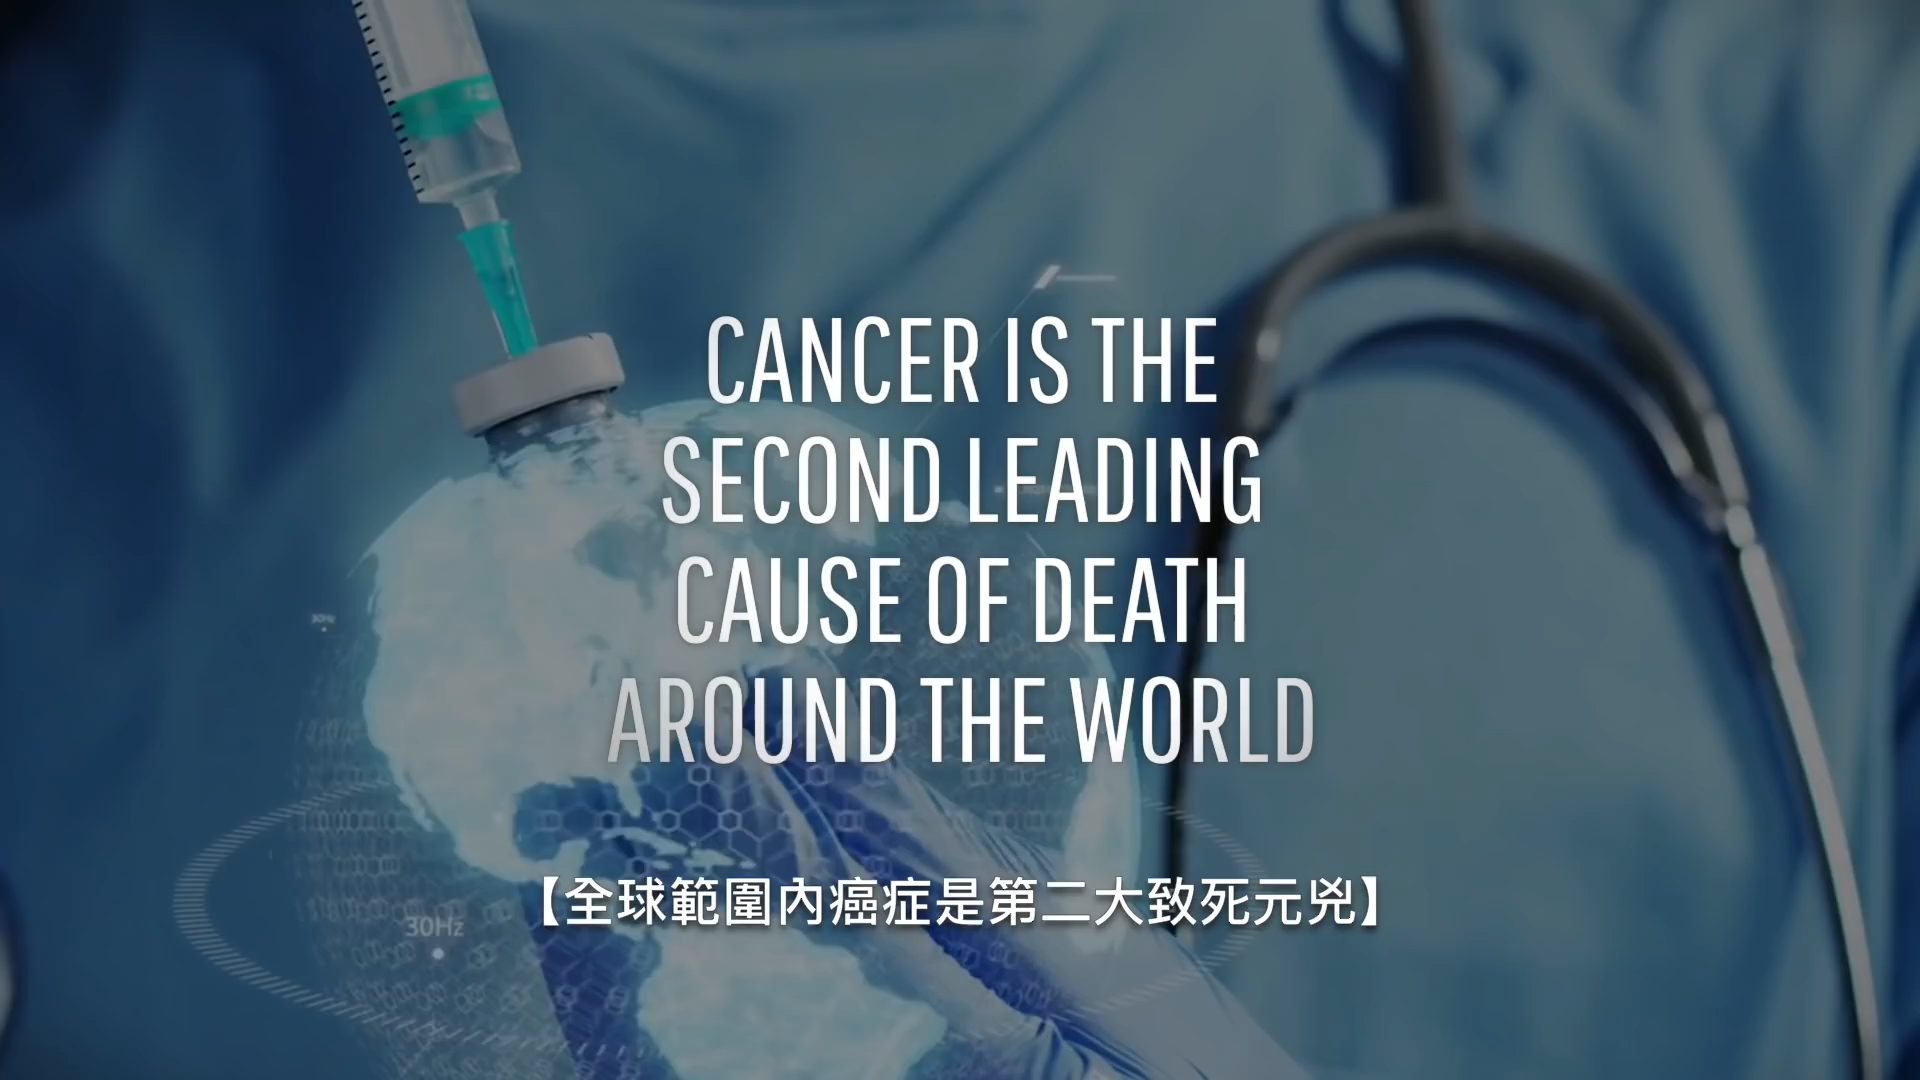 CANCER IS THE
SECOND LEADING
CAUSE OF DEATH
AROUND THE WORLD
30Hz
【全球範圍內癌症是第二大致死元兇】
30Hz